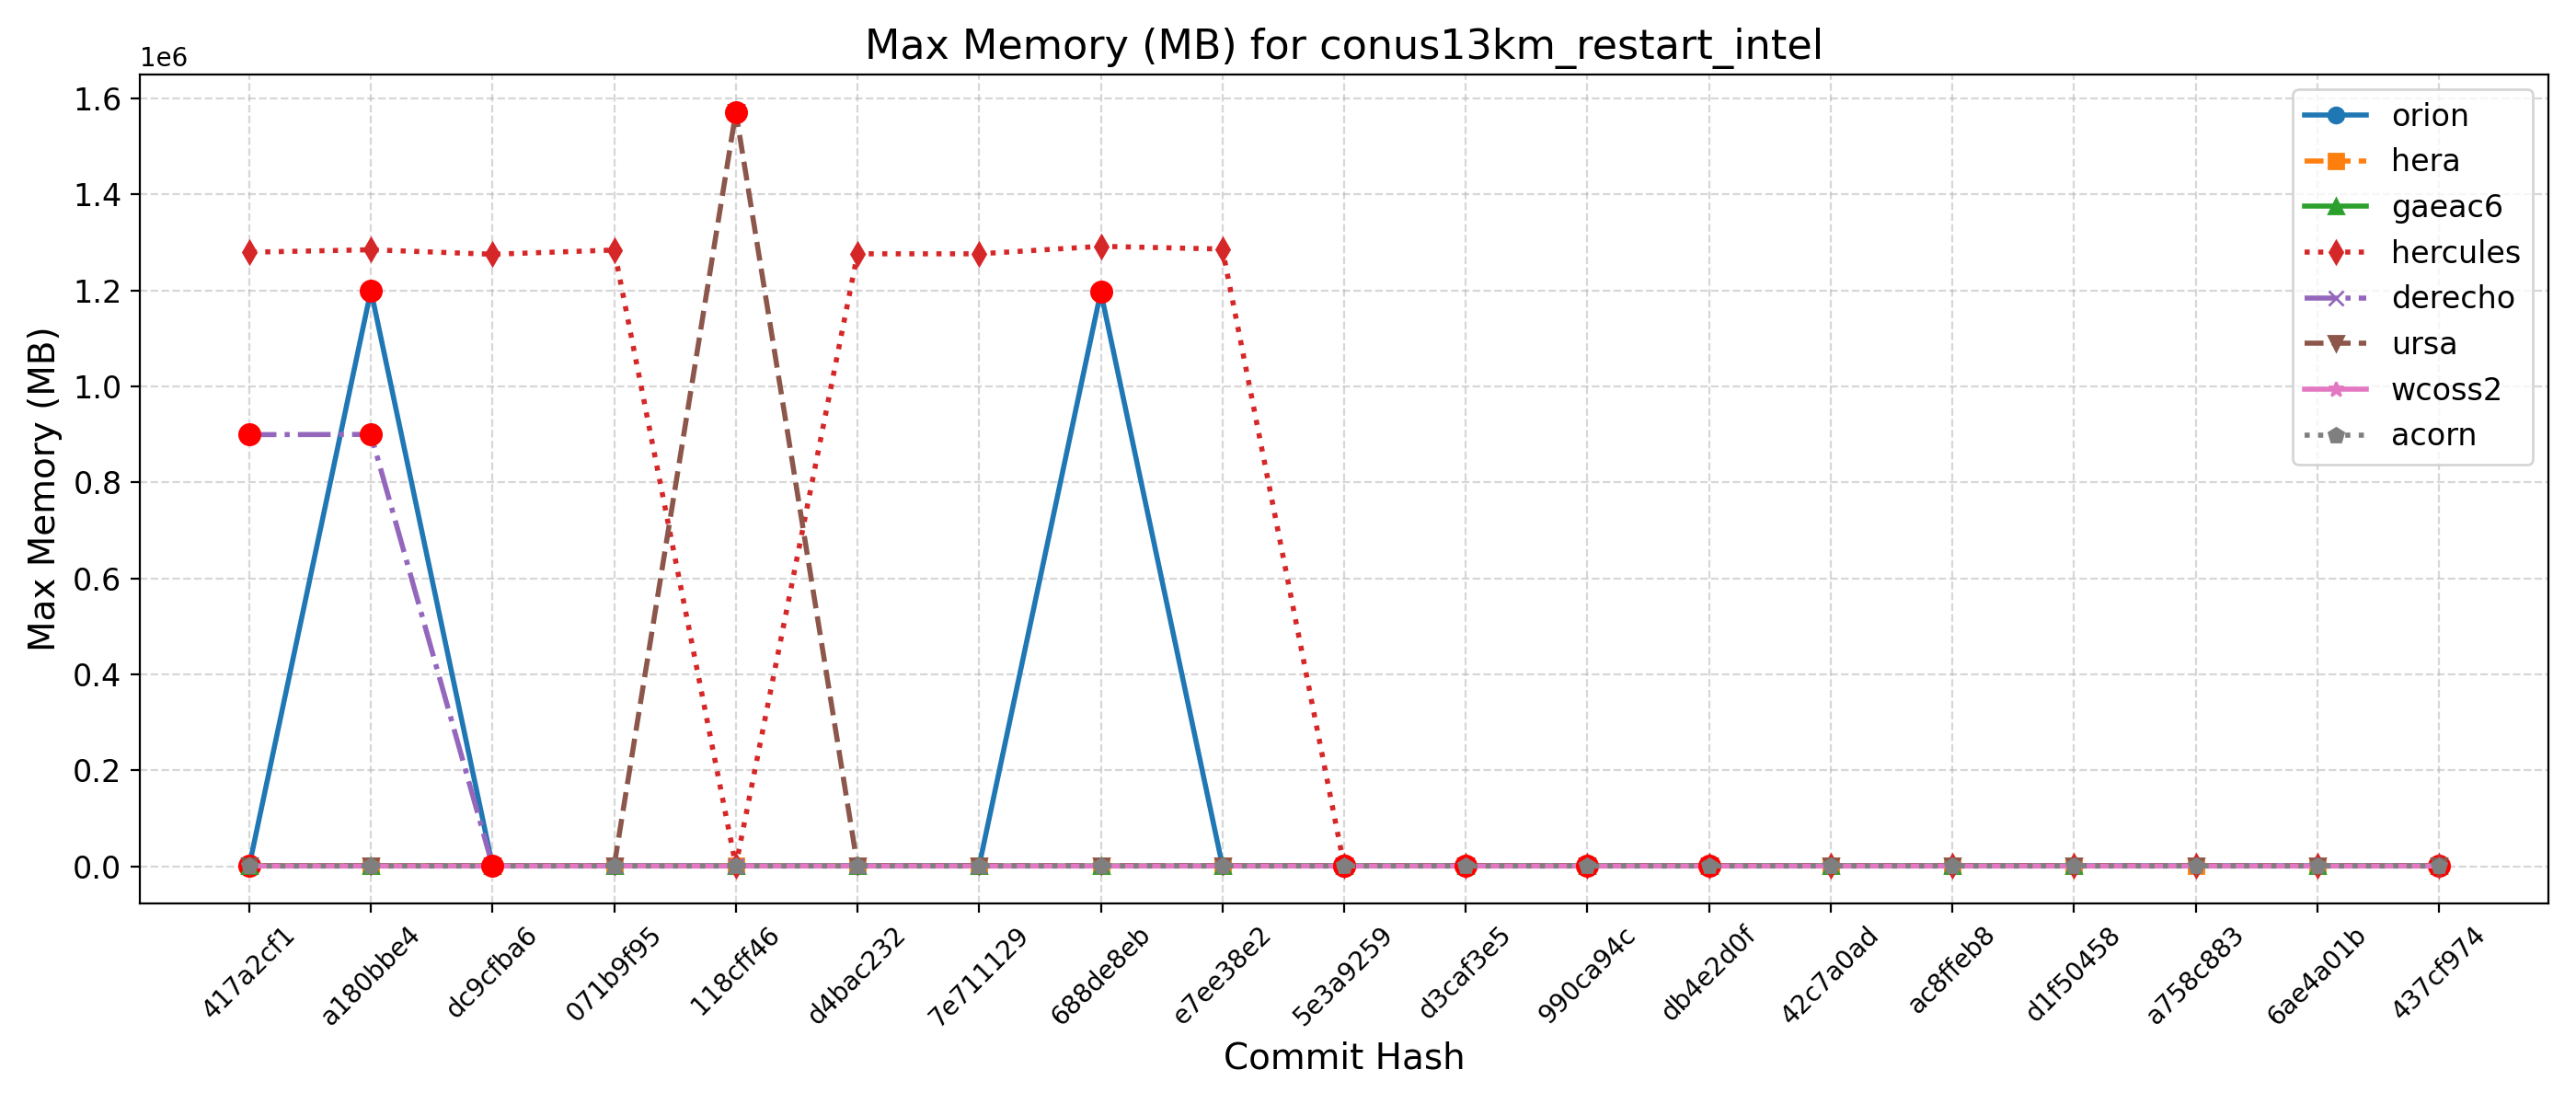 Max Memory (MB) for conus13km_restart_intel
1e6
1.6
1.4
1.2
1.0
0.8
0.6
0.4
0.2
0.0
Max Memory (MB)
orion
hera
gaeac6
hercules
derecho
ursa
wcoss2
acorn
417a2cf1
a180bbe4
dc9cfba6
071b9f95
118cff46
d4bac232
7e711129
688de8eb
e7ee38e2
5e3a9259
d3caf3e5
990ca94c
db4e2d0f
42c7a0ad
ac8ffeb8
d1f50458
a758c883
6ae4a01b
437cf974
Commit Hash